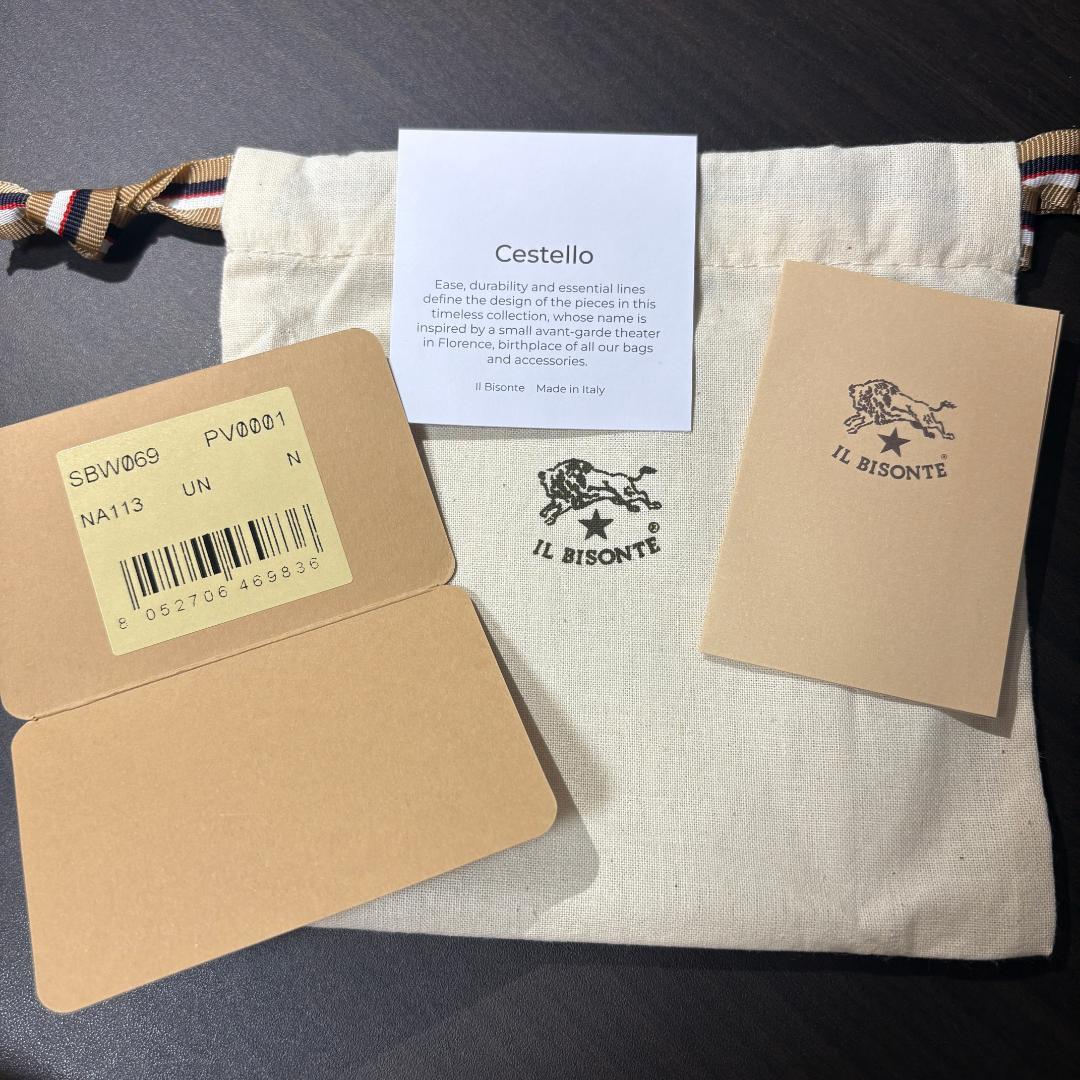 Cestello
Ease, durability and essential lines
define the design of the pieces in this
timeless collection, whose name is
inspired by a small avant-garde theater
in Florence, birthplace of all our bags
and accessories.
Il Bisonte Made in Italy
PV0001
SBW069
N
NA113 UN
8 052706 469836
IL BISONTE®
IL BISONTE®